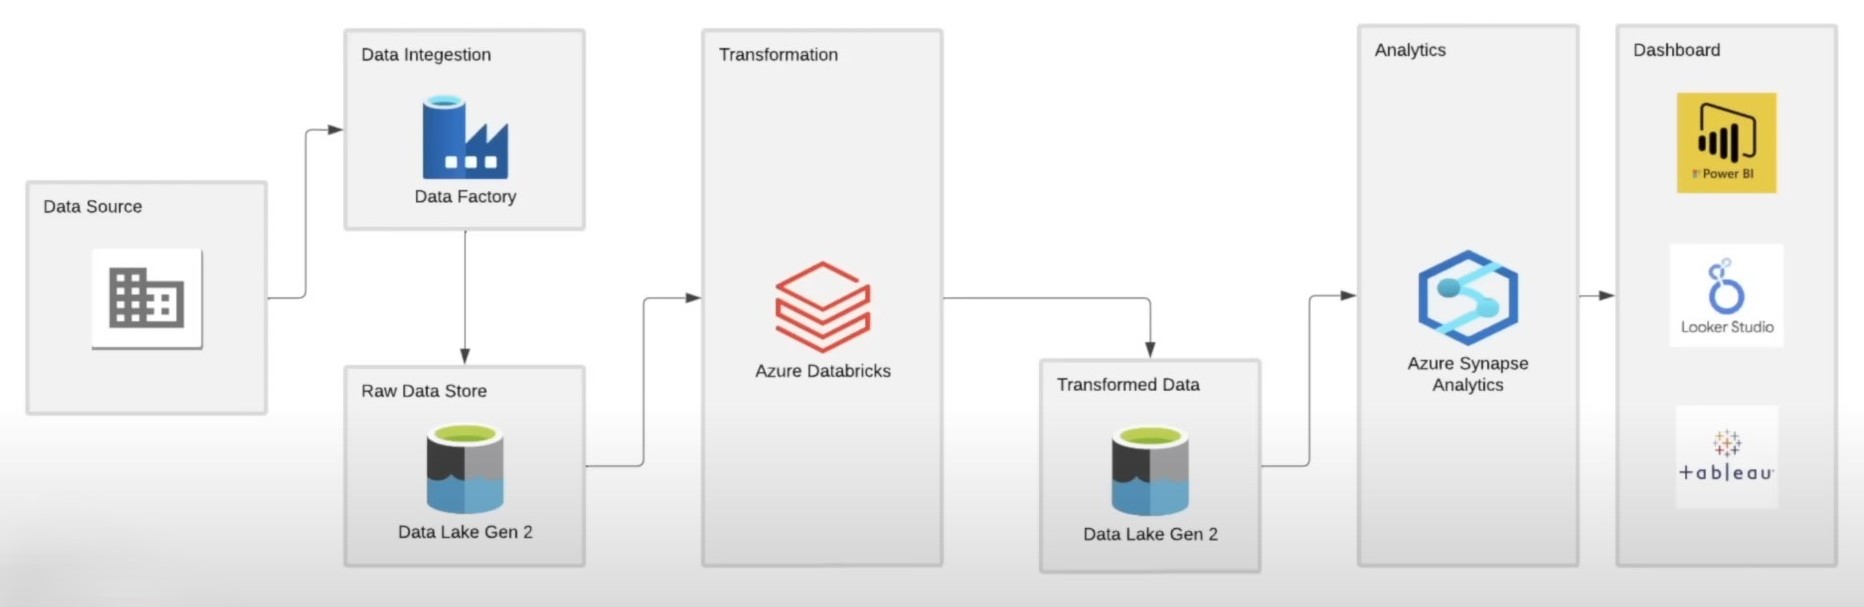 Data Source
Data Integestion
Data Factory
Raw Data Store
Data Lake Gen 2
Transformation
Azure Databricks
Transformed Data
Data Lake Gen 2
Analytics
Azure Synapse
Analytics
Dashboard
Power BI
Looker Studio
+ableau